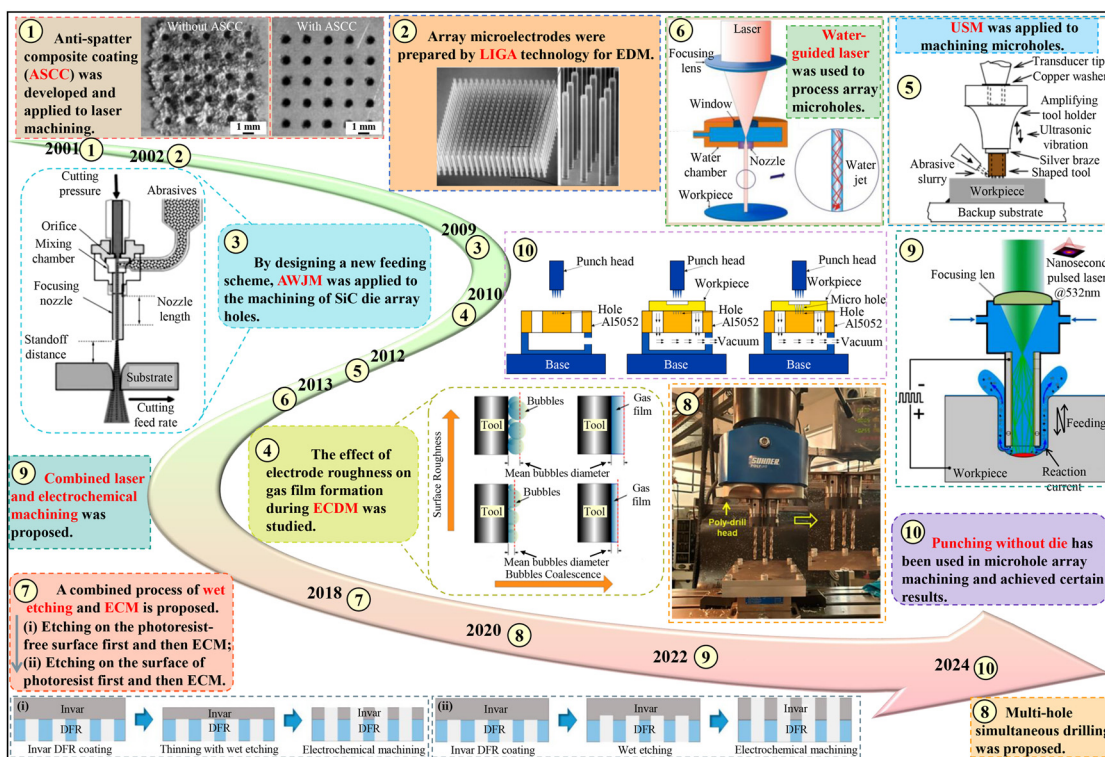 1
Anti-spatter
composite coating
(ASCC) was
developed and
applied to laser
machining.
Without ASCC
1 mm
With ASCC
1 mm
2
Array microelectrodes were
prepared by LIGA technology for EDM.
6
Laser
Focusing
lens
Window
Water
chamber
Nozzle
Workpiece
Water
jet
Water-
guided laser
was used to
process array
microholes.
USM was applied to
machining microholes.
5
Transducer tip
Copper washer
Amplifying
tool holder
Ultrasonic
vibration
Silver braze
Shaped tool
Abrasive
slurry
Workpiece
Backup substrate
2001 1
2002 2
2009
3
2010
4
2012
5
2013
6
2018
7
2020
8
2022
9
2024
10
Cutting
pressure
Abrasives
Orifice
Mixing
chamber
Focusing
nozzle
Nozzle
length
Standoff
distance
Substrate
Cutting
feed rate
3
By designing a new feeding
scheme, AWJM was applied to
the machining of SiC die array
holes.
10
Punch head
Hole
Al5052
Base
Punch head
Workpiece
Hole
Al5052
Vacuum
Base
Punch head
Workpiece
Micro hole
Al5052
Vacuum
Base
9
Nanosecond
pulsed laser
@532nm
Focusing len
-
+
Feeding
Workpiece
Reaction
current
4
The effect of
electrode roughness on
gas film formation
during ECDM was
studied.
Surface Roughness
Bubbles
Tool
Gas
film
Tool
Mean bubbles diameter
Bubbles
Tool
Gas
film
Tool
Mean bubbles diameter
Bubbles Coalescence
8
SUHNER
Poly-drill
head
9
Combined laser
and electrochemical
machining was
proposed.
10
Punching without die has
been used in microhole array
machining and achieved certain
results.
7
A combined process of wet
etching and ECM is proposed.
(i) Etching on the photoresist-
free surface first and then ECM;
(ii) Etching on the surface of
photoresist first and then ECM.
(i)
Invar
DFR
Invar DFR coating
Invar
DFR
Thinning with wet etching
Invar
DFR
Electrochemical machining
(ii)
Invar
DFR
Invar DFR coating
Invar
DFR
Wet etching
Invar
DFR
Electrochemical machining
8
Multi-hole
simultaneous drilling
was proposed.